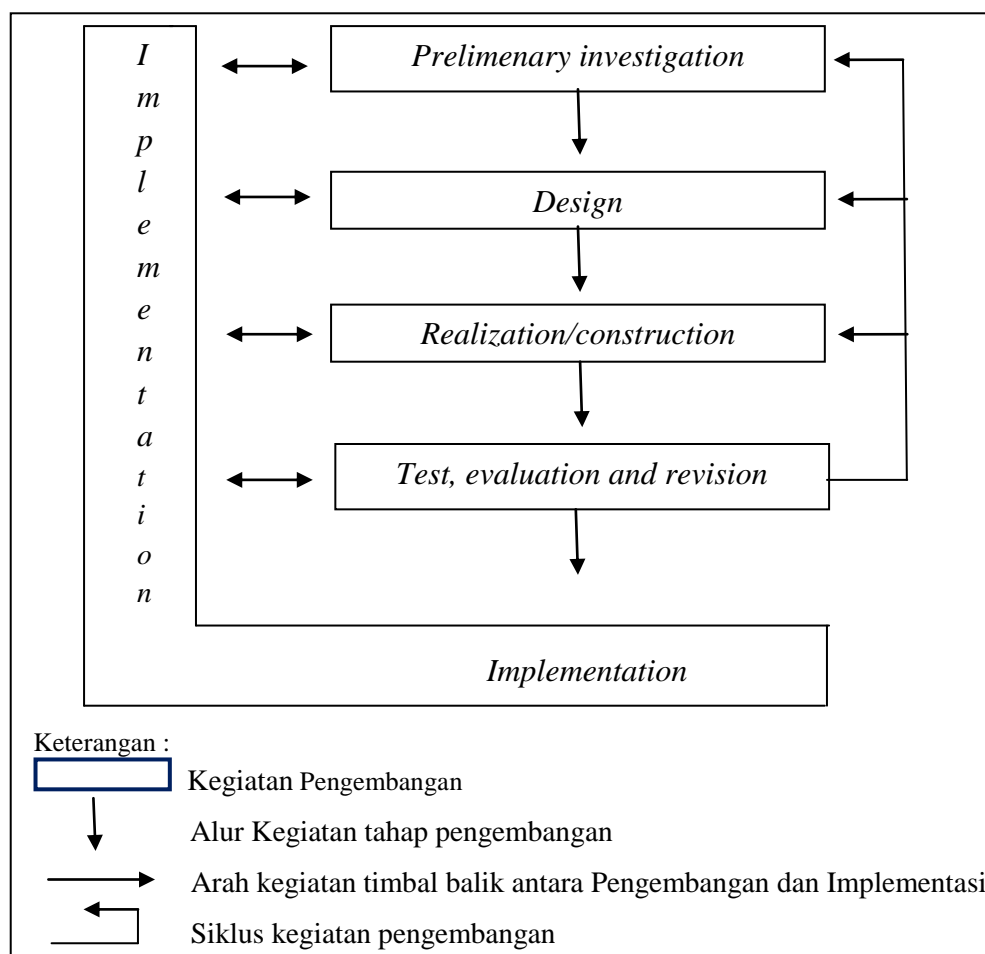 I
m
p
l
e
m
e
n
t
a
t
i
o
n
Prelimenary investigation
Design
Realization/construction
Test, evaluation and revision
Implementation
Keterangan :
Kegiatan Pengembangan
Alur Kegiatan tahap pengembangan
Arah kegiatan timbal balik antara Pengembangan dan Implementasi
Siklus kegiatan pengembangan